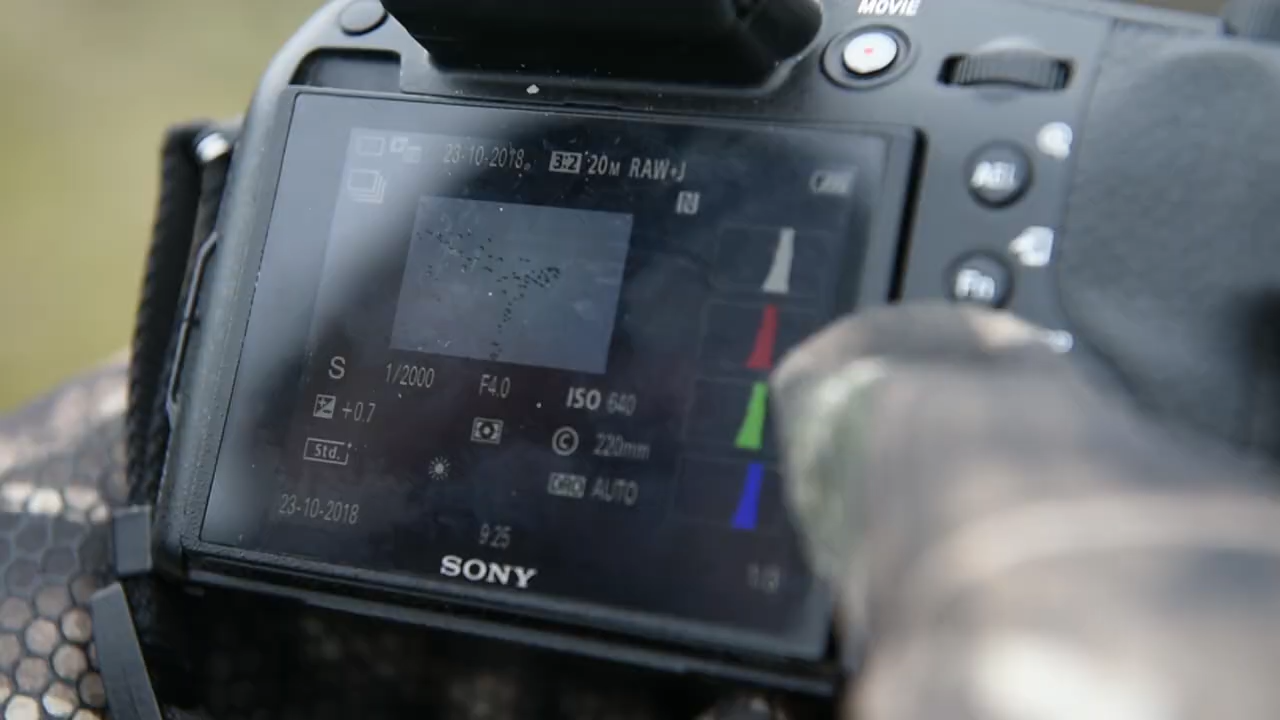 MOVIE
23-10-2018 3:2 20M RAW+J
N
AEL
Fn
S 1/2000 F4.0 ISO 640
+0.7 C 220mm
Std. DRO AUTO
23-10-2018 9:25
SONY